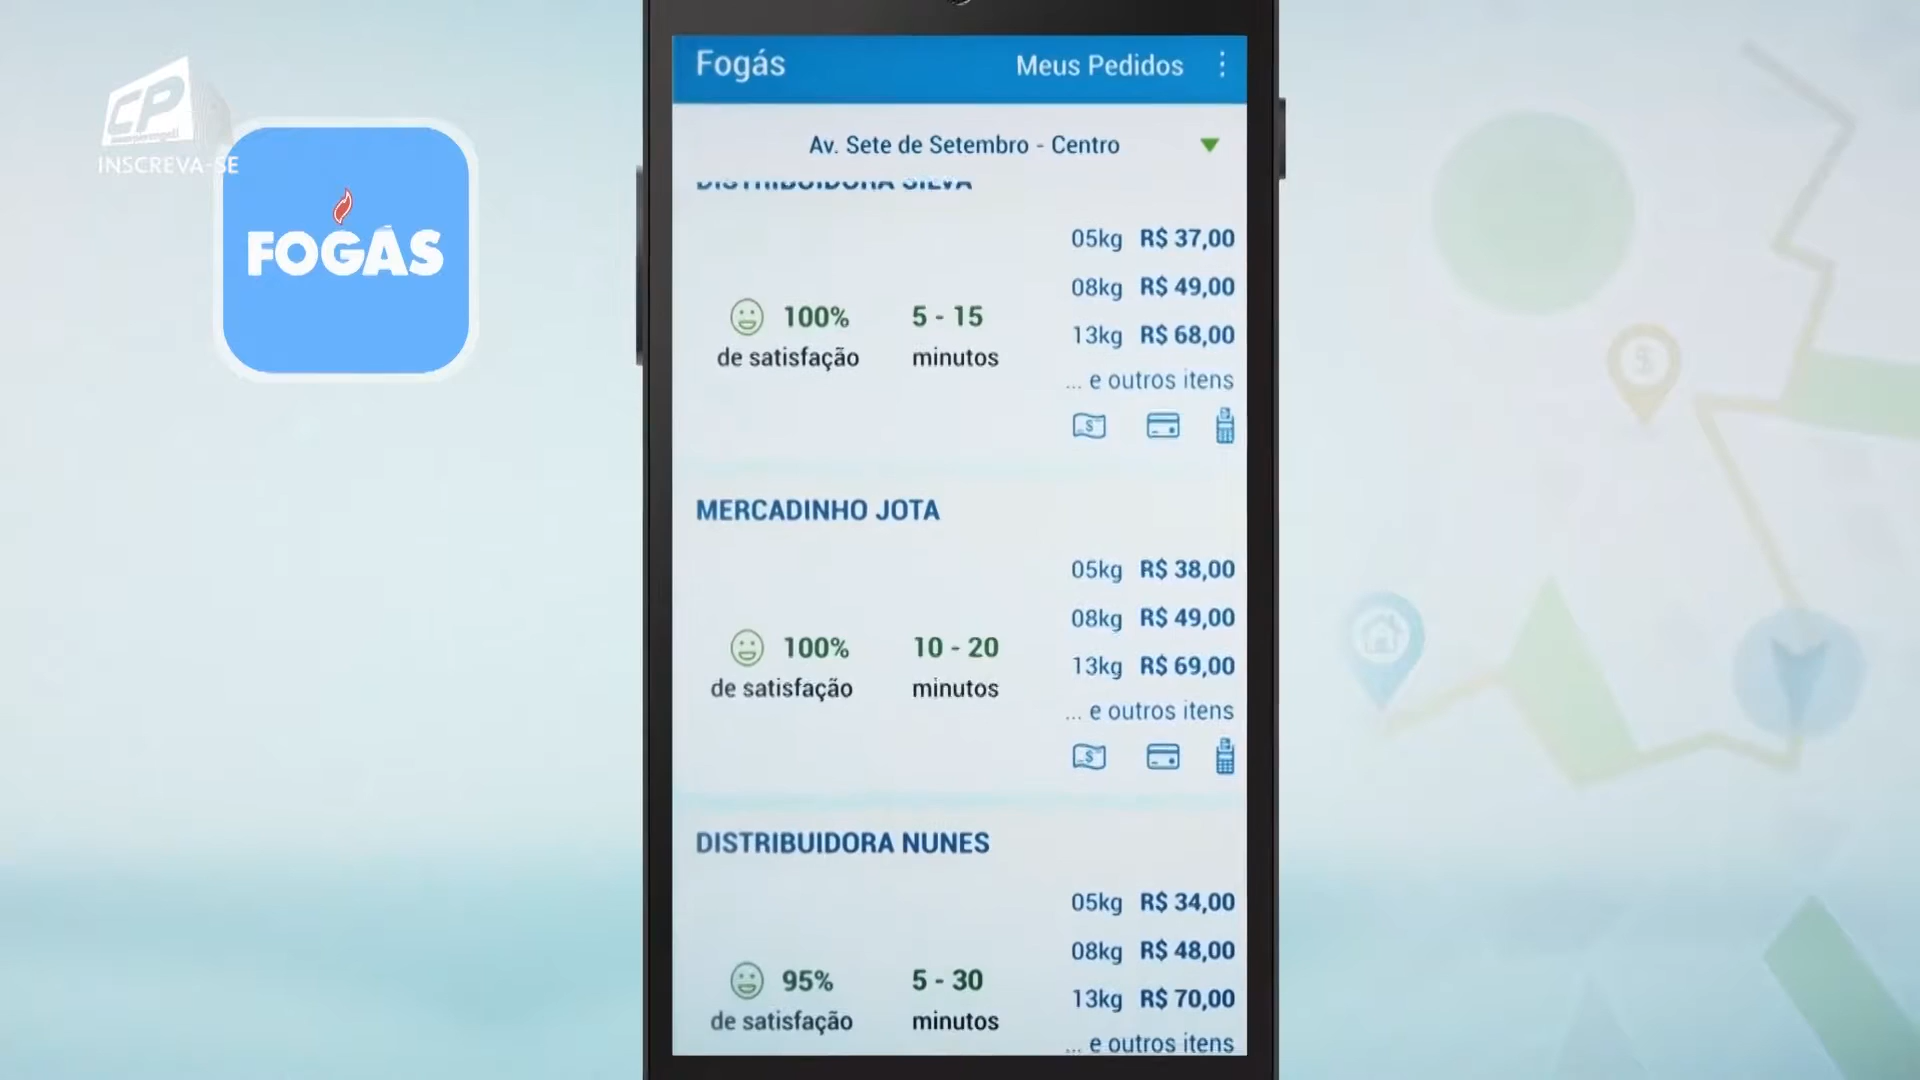 CP
INSCREVA-SE
FOGÁS
Fogás
Meus Pedidos
Av. Sete de Setembro - Centro
DISTRIBUIDORA SILVA
05kg R$ 37,00
08kg R$ 49,00
13kg R$ 68,00
... e outros itens
100%
de satisfação
5 - 15
minutos
MERCADINHO JOTA
05kg R$ 38,00
08kg R$ 49,00
13kg R$ 69,00
... e outros itens
100%
de satisfação
10 - 20
minutos
DISTRIBUIDORA NUNES
05kg R$ 34,00
08kg R$ 48,00
13kg R$ 70,00
... e outros itens
95%
de satisfação
5 - 30
minutos